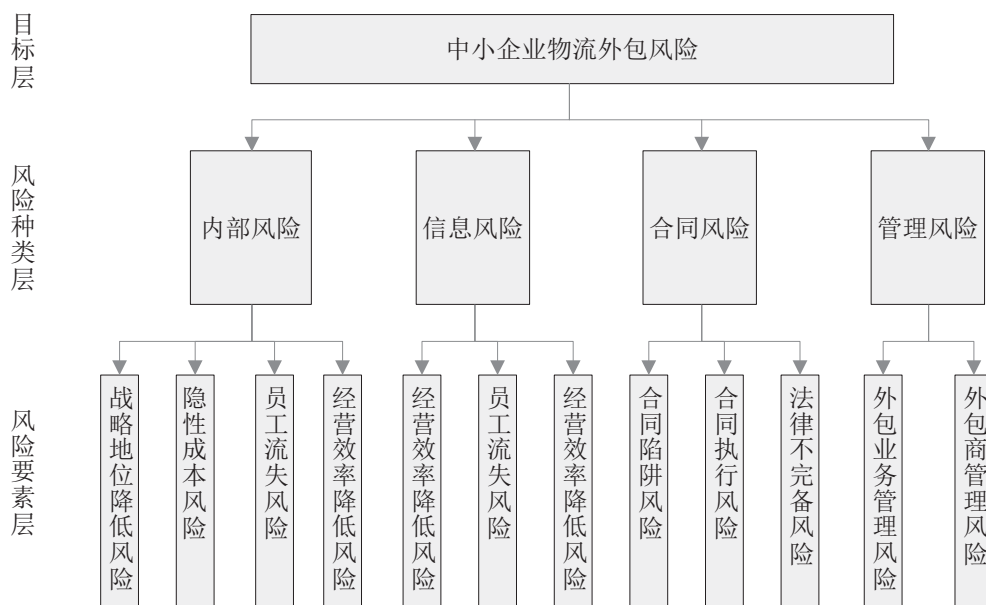 目标层
中小企业物流外包风险
风险种类层
内部风险
信息风险
合同风险
管理风险
风险要素层
战略地位降低风险
隐性成本风险
员工流失风险
经营效率降低风险
经营效率降低风险
员工流失风险
经营效率降低风险
合同陷阱风险
合同执行风险
法律不完备风险
外包业务管理风险
外包商管理风险